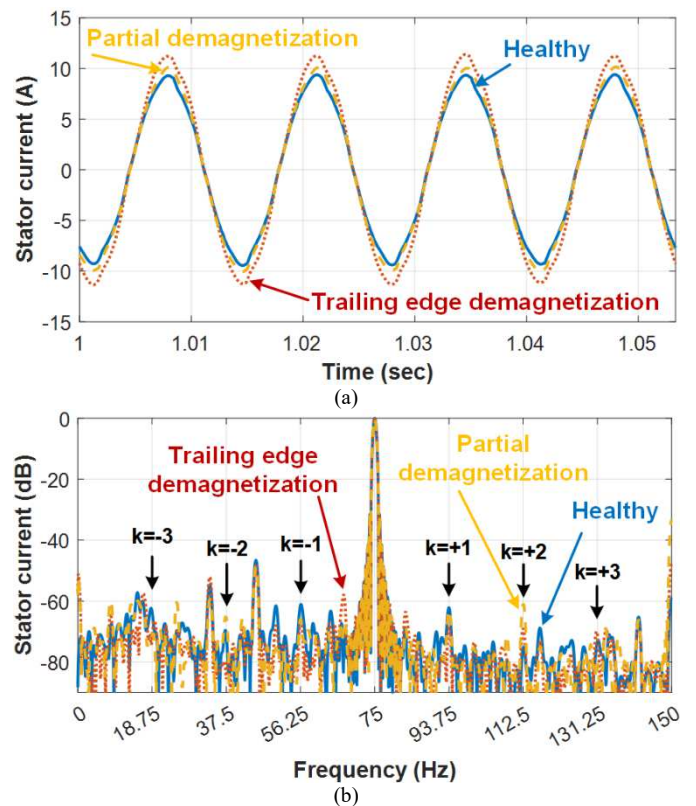 15
10
5
0
-5
-10
-15
Stator current (A)
Partial demagnetization
Healthy
Trailing edge demagnetization
1
1.01
1.02
1.03
1.04
1.05
Time (sec)
(a)
0
-20
-40
-60
-80
Stator current (dB)
Trailing edge
demagnetization
Partial
demagnetization
Healthy
k=-3
k=-2
k=-1
k=+1
k=+2
k=+3
0
18.75
37.5
56.25
75
93.75
112.5
131.25
150
Frequency (Hz)
(b)